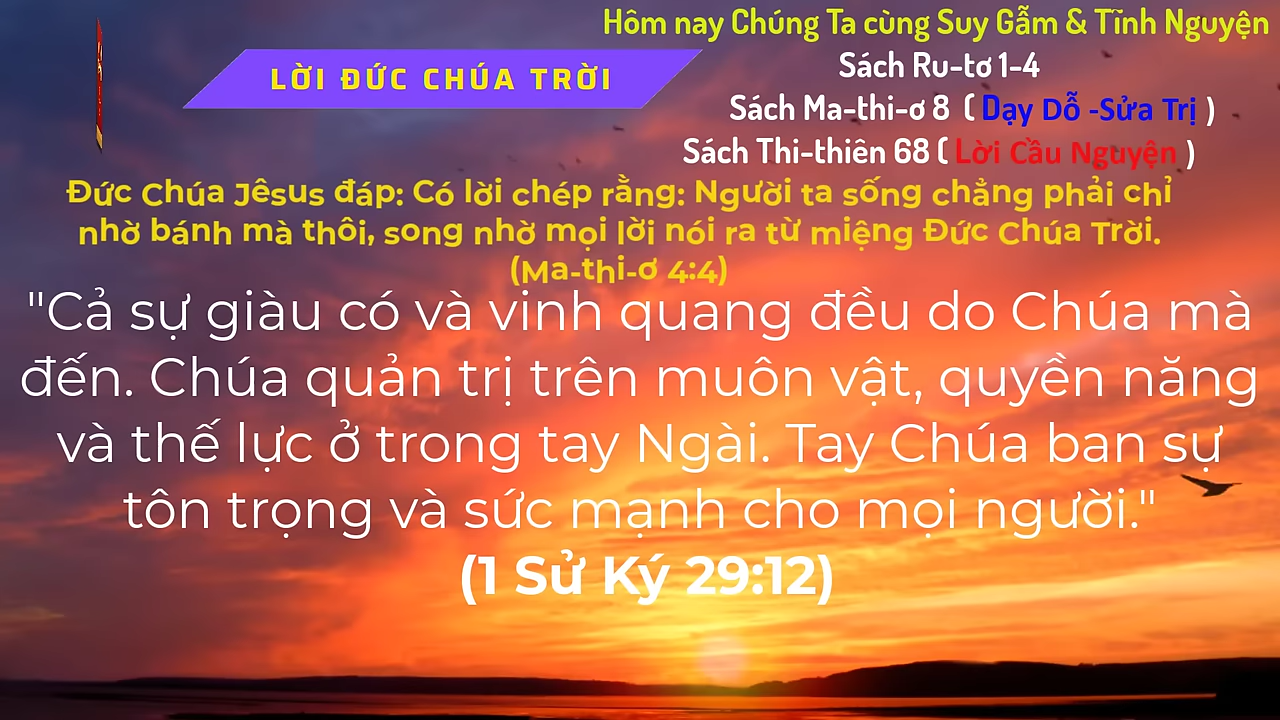 Hôm nay Chúng Ta cùng Suy Gẫm & Tĩnh Nguyện
LỜI ĐỨC CHÚA TRỜI
Sách Ru-tơ 1-4
Sách Ma-thi-ơ 8 ( Dạy Dỗ -Sửa Trị )
Sách Thi-thiên 68 ( Lời Cầu Nguyện )
Đức Chúa Jêsus đáp: Có lời chép rằng: Người ta sống chẳng phải chỉ
nhờ bánh mà thôi, song nhờ mọi lời nói ra từ miệng Đức Chúa Trời.
(Ma-thi-ơ 4:4)
"Cả sự giàu có và vinh quang đều do Chúa mà
đến. Chúa quản trị trên muôn vật, quyền năng
và thế lực ở trong tay Ngài. Tay Chúa ban sự
tôn trọng và sức mạnh cho mọi người."
(1 Sử Ký 29:12)